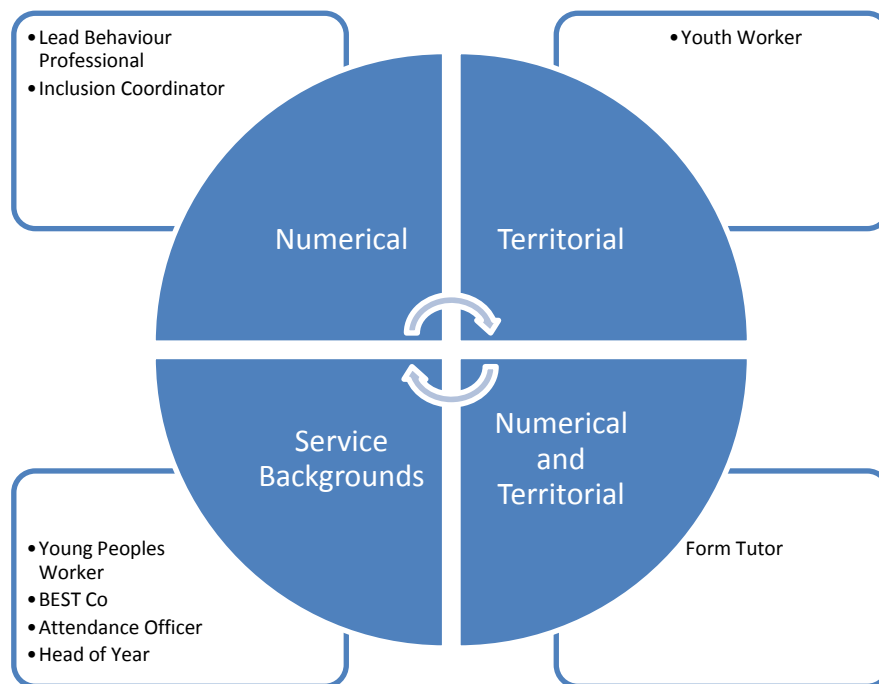 •Lead Behaviour
Professional
•Inclusion Coordinator
•Youth Worker
Numerical
Territorial
Service
Backgrounds
Numerical
and
Territorial
•Young Peoples
Worker
•BEST Co
•Attendance Officer
•Head of Year
Form Tutor